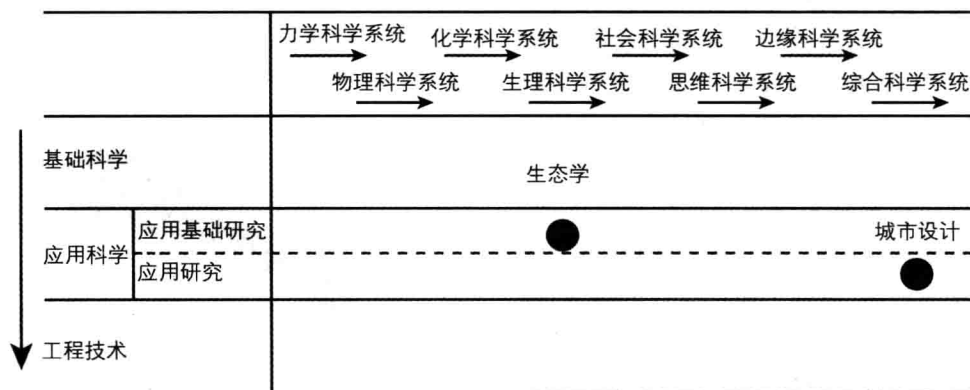 力学科学系统 化学科学系统 社会科学系统 边缘科学系统
物理科学系统 生理科学系统 思维科学系统 综合科学系统
基础科学
生态学
应用科学
应用基础研究
城市设计
应用研究
工程技术